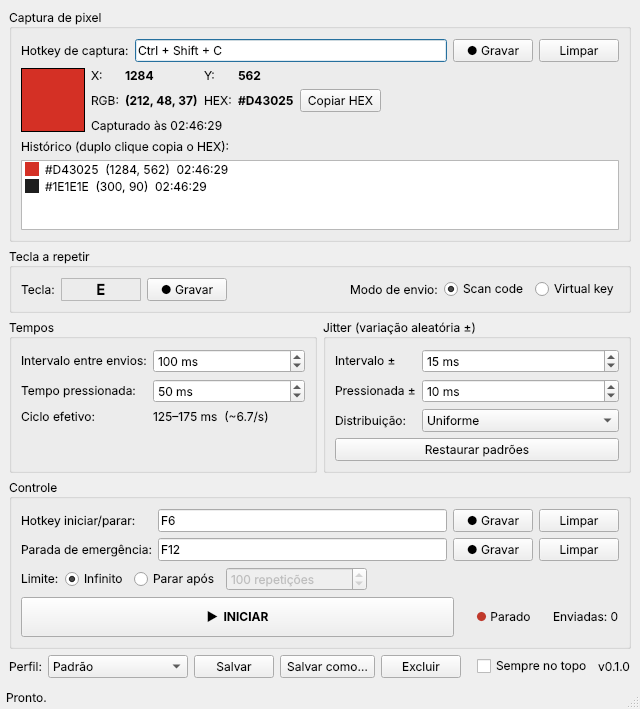 Captura de pixel
Hotkey de captura: Ctrl + Shift + C Gravar Limpar
X: 1284 Y: 562
RGB: (212, 48, 37) HEX: #D43025 Copiar HEX
Capturado às 02:46:29
Histórico (duplo clique copia o HEX):
#D43025 (1284, 562) 02:46:29
#1E1E1E (300, 90) 02:46:29
Tecla a repetir
Tecla: E Gravar Modo de envio: Scan code Virtual key
Tempos
Intervalo entre envios: 100 ms
Tempo pressionada: 50 ms
Ciclo efetivo: 125–175 ms (~6.7/s)
Jitter (variação aleatória ±)
Intervalo ± 15 ms
Pressionada ± 10 ms
Distribuição: Uniforme
Restaurar padrões
Controle
Hotkey iniciar/parar: F6 Gravar Limpar
Parada de emergência: F12 Gravar Limpar
Limite: Infinito Parar após 100 repetições
INICIAR Parado Enviadas: 0
Perfil: Padrão Salvar Salvar como... Excluir Sempre no topo v0.1.0
Pronto.